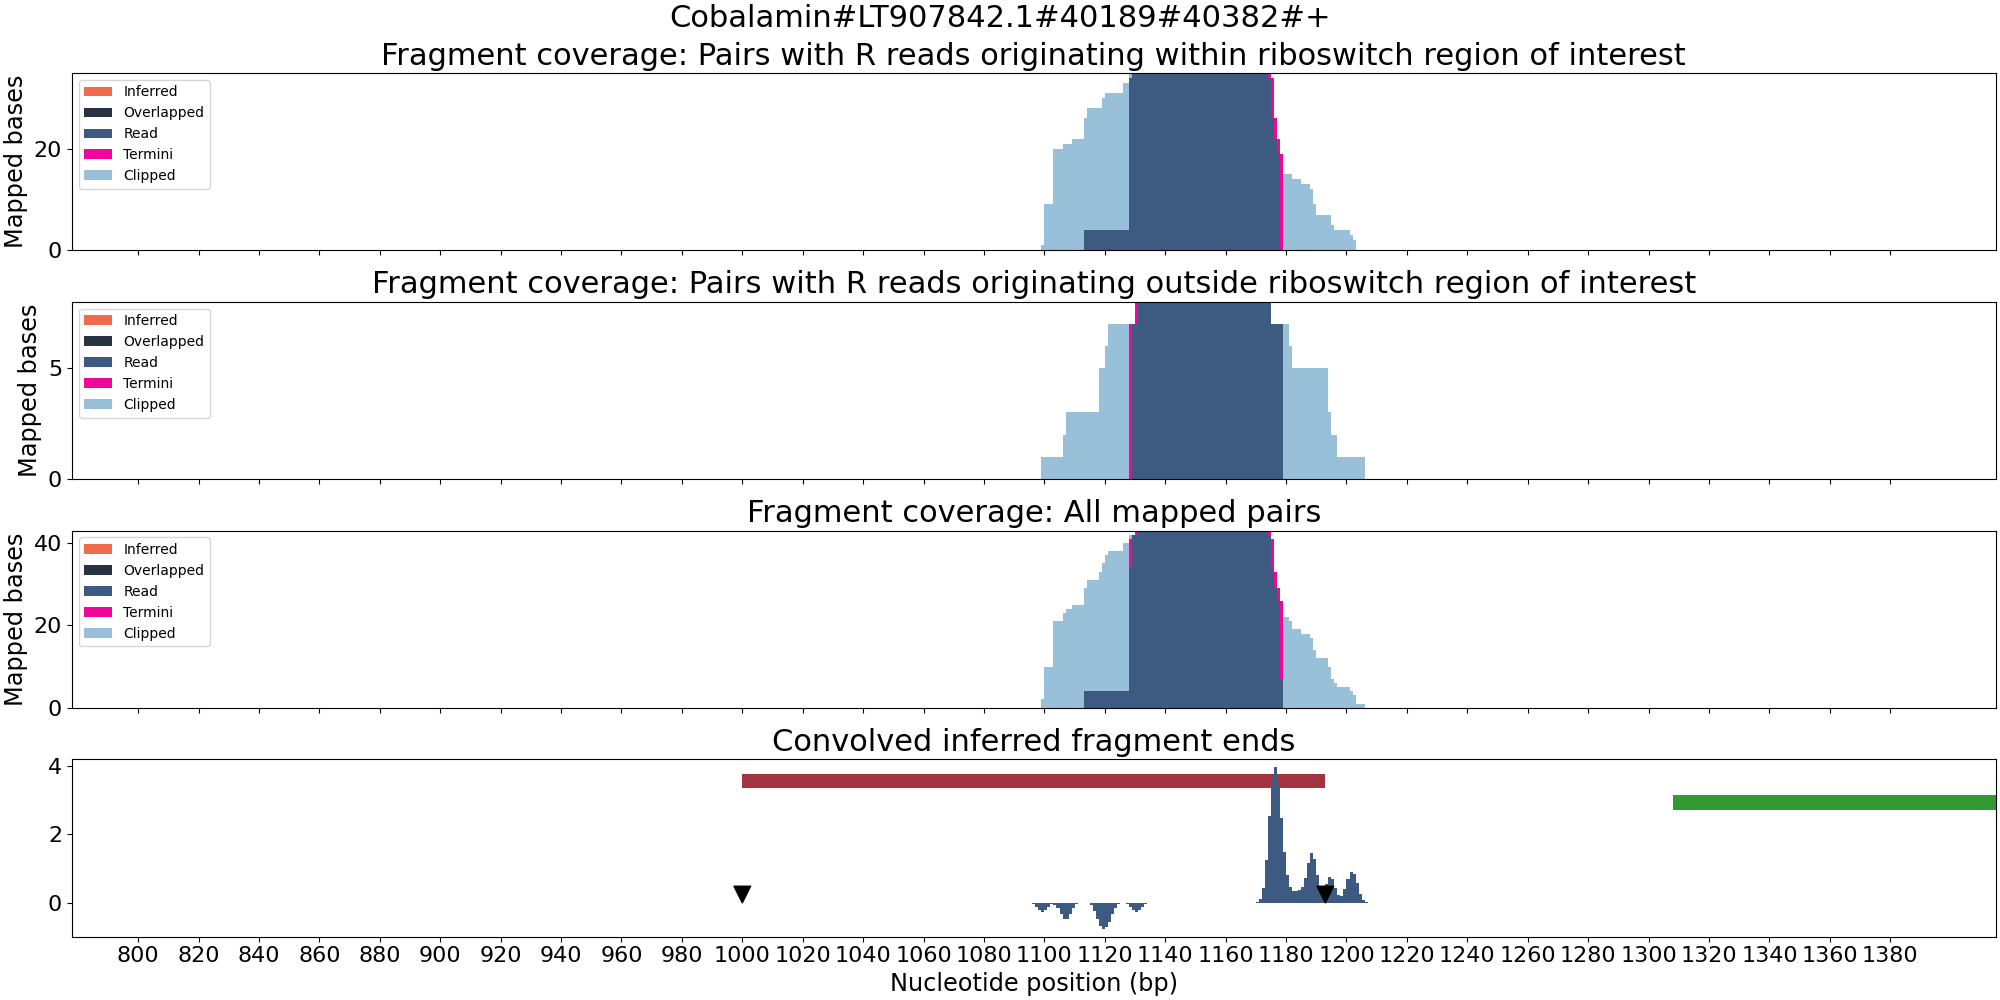 Cobalamin#LT907842.1#40189#40382#+
Fragment coverage: Pairs with R reads originating within riboswitch region of interest
Mapped bases
20
0
Inferred
Overlapped
Read
Termini
Clipped
Fragment coverage: Pairs with R reads originating outside riboswitch region of interest
Mapped bases
5
0
Inferred
Overlapped
Read
Termini
Clipped
Fragment coverage: All mapped pairs
Mapped bases
40
20
0
Inferred
Overlapped
Read
Termini
Clipped
Convolved inferred fragment ends
4
2
0
800 820 840 860 880 900 920 940 960 980 1000 1020 1040 1060 1080 1100 1120 1140 1160 1180 1200 1220 1240 1260 1280 1300 1320 1340 1360 1380
Nucleotide position (bp)